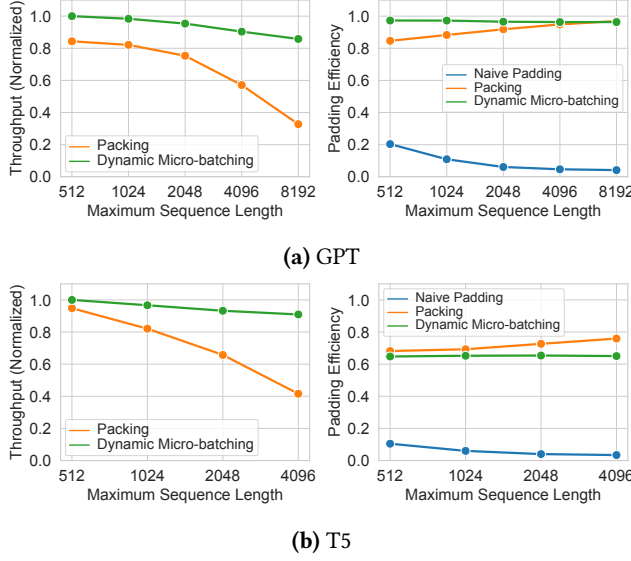 Throughput (Normalized)
1.0
0.8
0.6
0.4
0.2
0.0
Packing
Dynamic Micro-batching
512 1024 2048 4096 8192
Maximum Sequence Length
Padding Efficiency
1.0
0.8
0.6
0.4
0.2
0.0
Naive Padding
Packing
Dynamic Micro-batching
512 1024 2048 4096 8192
Maximum Sequence Length
(a) GPT
Throughput (Normalized)
1.0
0.8
0.6
0.4
0.2
0.0
Packing
Dynamic Micro-batching
512 1024 2048 4096
Maximum Sequence Length
Padding Efficiency
1.0
0.8
0.6
0.4
0.2
0.0
Naive Padding
Packing
Dynamic Micro-batching
512 1024 2048 4096
Maximum Sequence Length
(b) T5